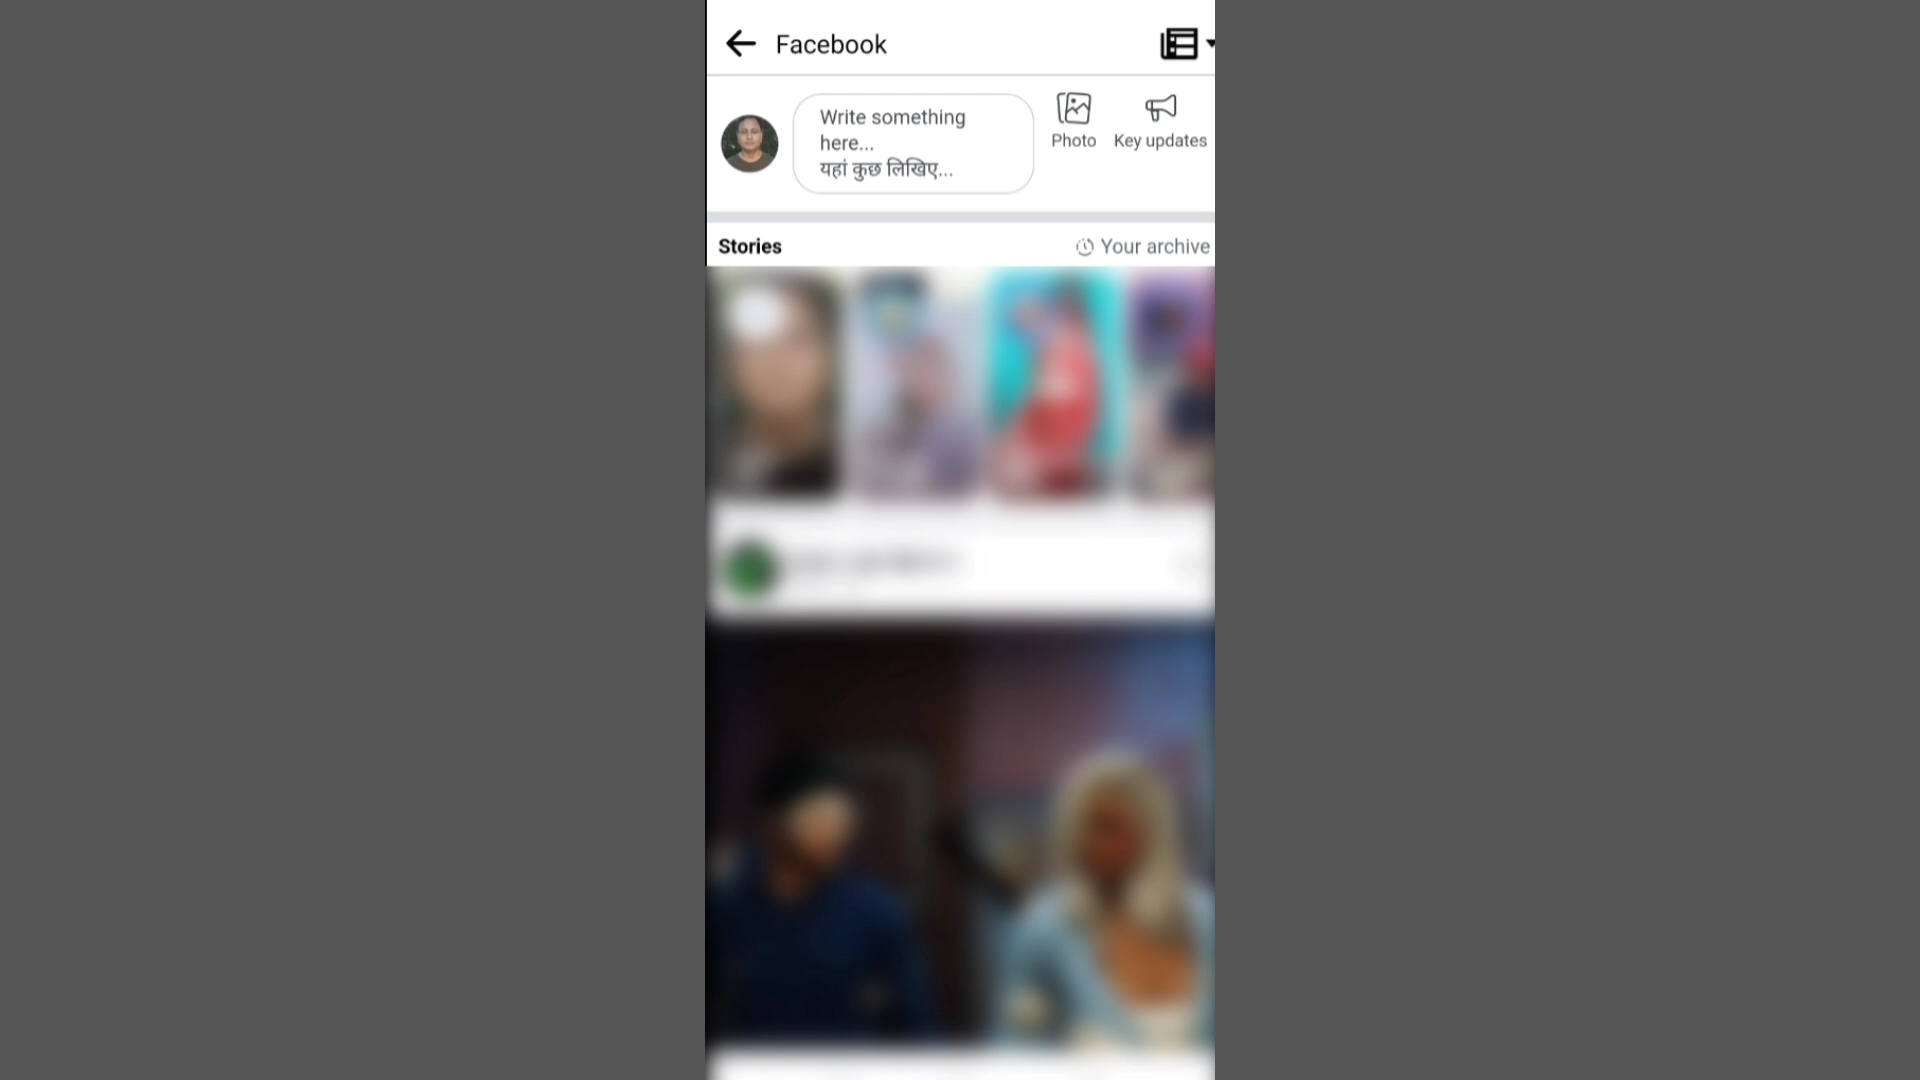 Facebook
Write something
here...
यहां कुछ लिखिए...
Photo
Key updates
Stories
Your archive